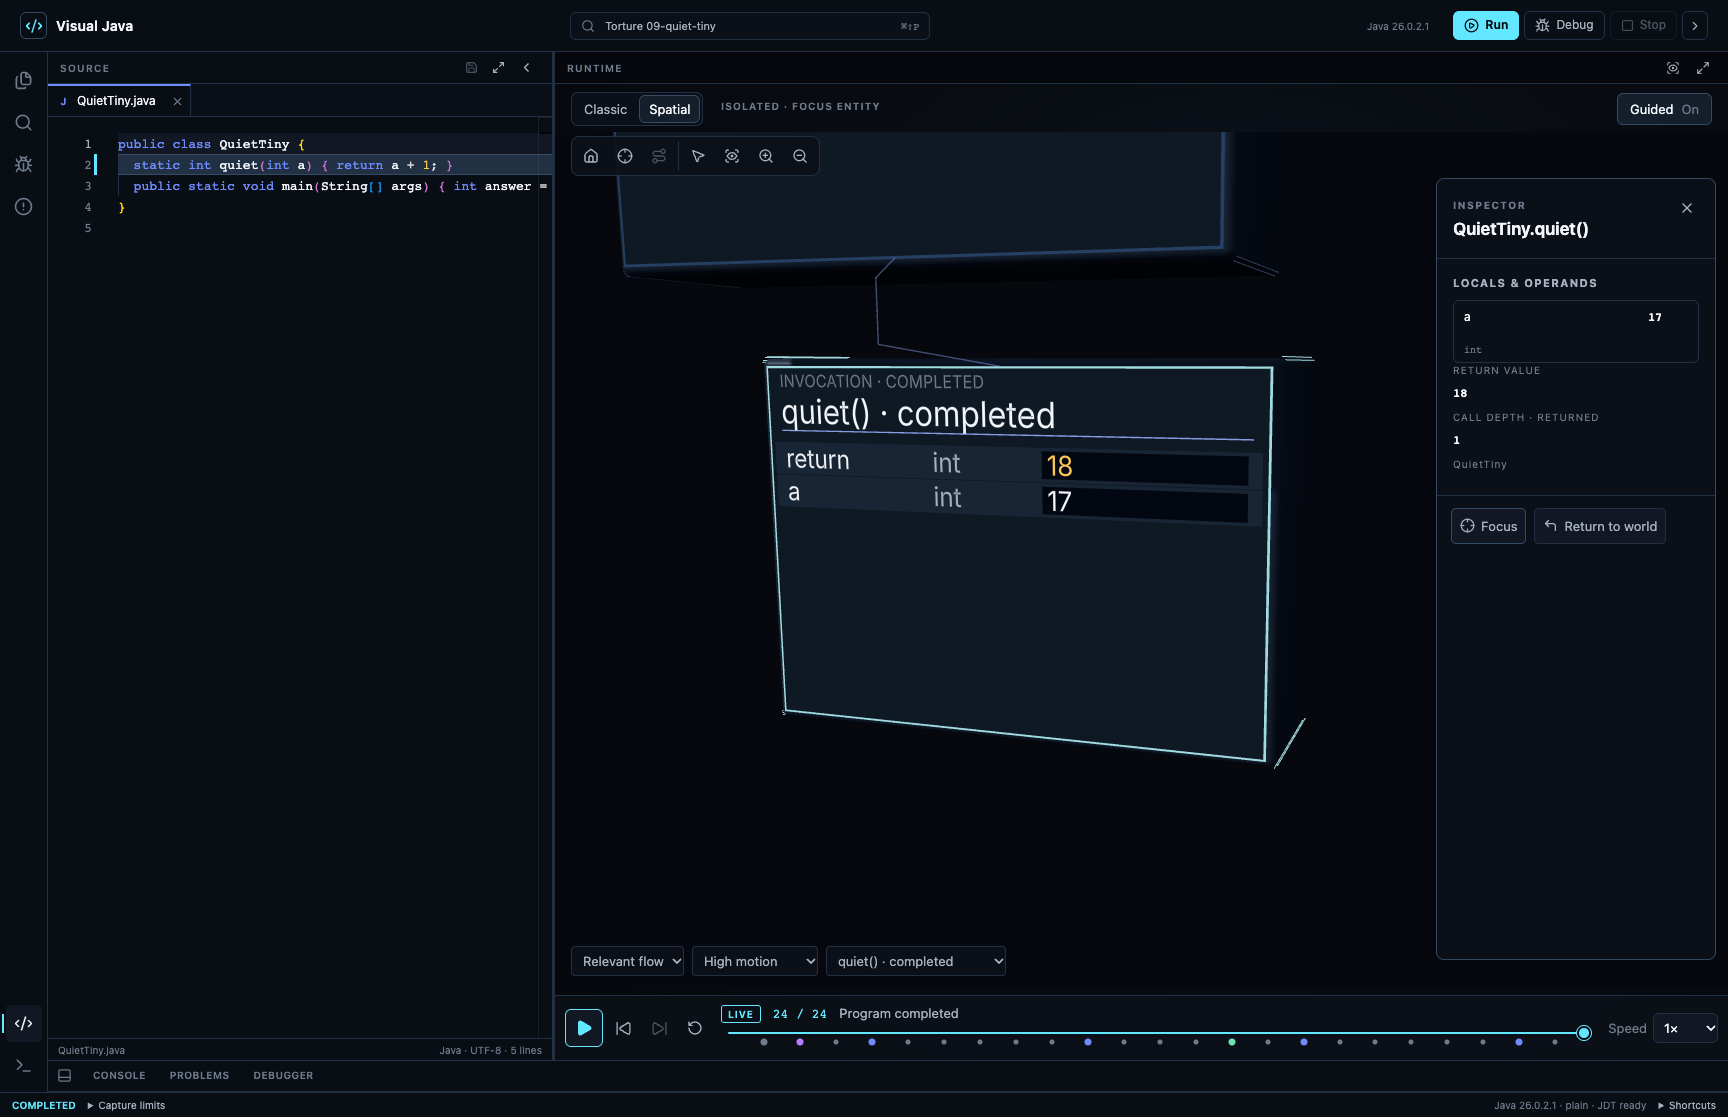 Visual Java
Torture 09-quiet-tiny
⌘⇧P
Java 26.0.2.1
Run
Debug
Stop
SOURCE
RUNTIME
J QuietTiny.java
Classic
Spatial
ISOLATED · FOCUS ENTITY
Guided On
1 public class QuietTiny {
2 static int quiet(int a) { return a + 1; }
3 public static void main(String[] args) { int answer =
4 }
5
INVOCATION · COMPLETED
quiet() · completed
return int 18
a int 17
INSPECTOR
QuietTiny.quiet()
LOCALS & OPERANDS
a 17
int
RETURN VALUE
18
CALL DEPTH · RETURNED
1
QuietTiny
Focus
Return to world
Relevant flow
High motion
quiet() · completed
LIVE 24 / 24 Program completed
Speed 1×
QuietTiny.java
Java · UTF-8 · 5 lines
CONSOLE
PROBLEMS
DEBUGGER
COMPLETED
Capture limits
Java 26.0.2.1 · plain · JDT ready
Shortcuts